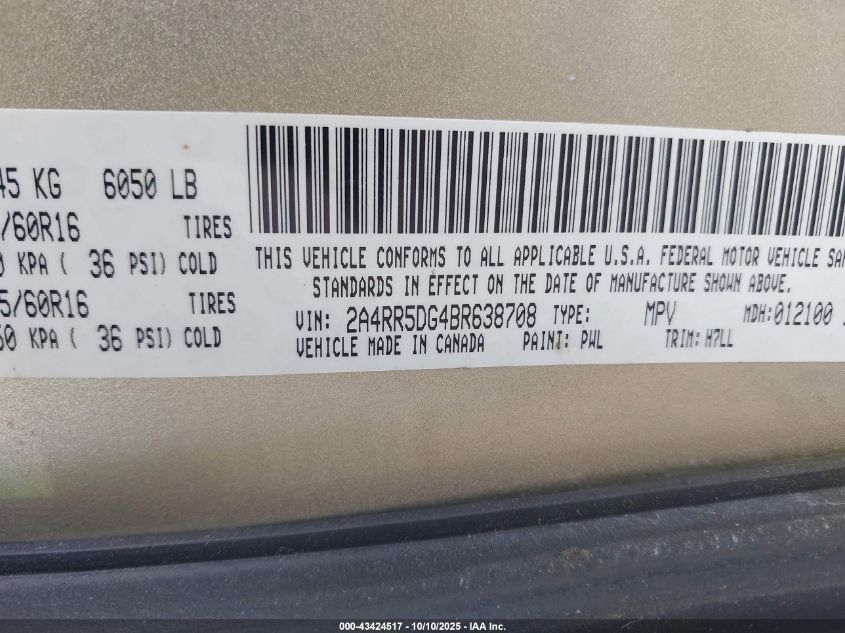 45 KG 6050 LB
/60R16 TIRES
0 KPA ( 36 PSI) COLD
5/60R16 TIRES
50 KPA ( 36 PSI) COLD
THIS VEHICLE CONFORMS TO ALL APPLICABLE U.S.A. FEDERAL MOTOR VEHICLE SAF
STANDARDS IN EFFECT ON THE DATE OF MANUFACTURE SHOWN ABOVE.
VIN: 2A4RR5DG4BR638708 TYPE: MPV MDH:012100
VEHICLE MADE IN CANADA PAINT: PWL TRIM: H7LL
000-43424517 - 10/10/2025 - IAA Inc.